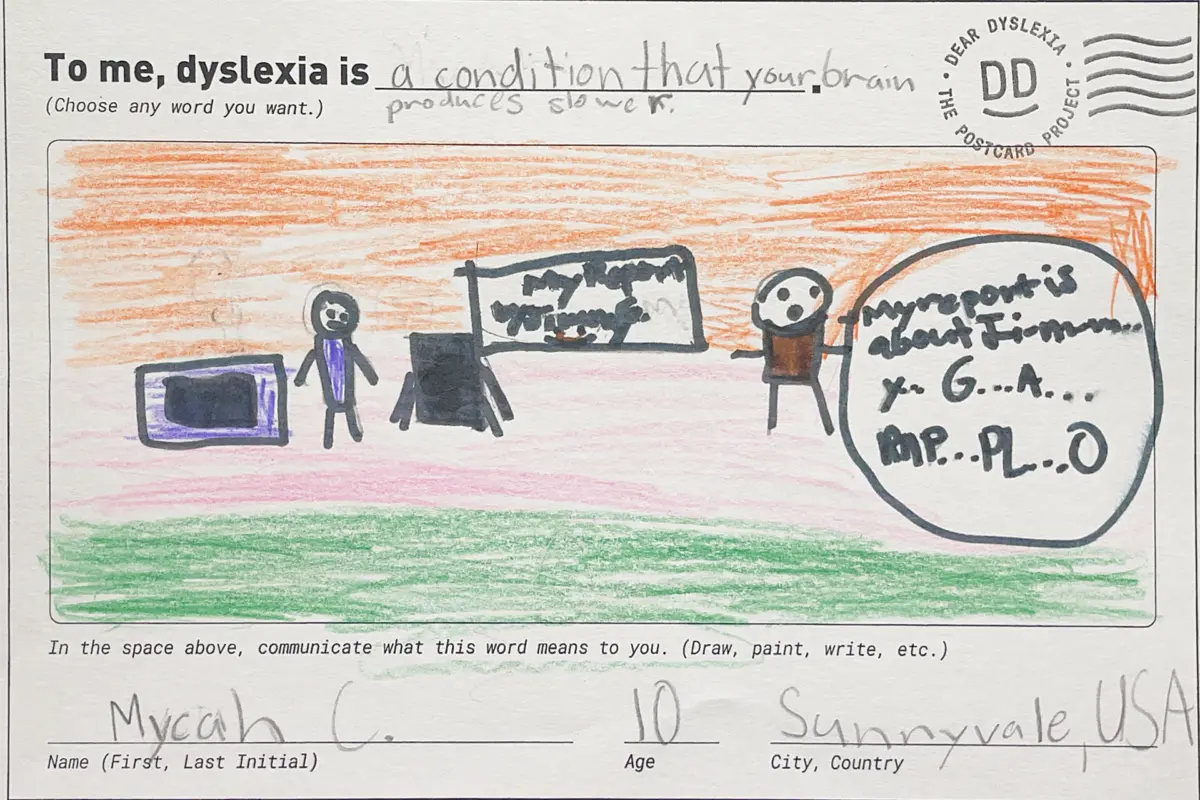 To me, dyslexia is a condition that your brain
produces slower.
(Choose any word you want.)
DEAR DYSLEXIA
DD
THE POSTCARD PROJECT
My Report
My report is
about Ji-m-m...
y.. G...A...
RAP...PL...O
In the space above, communicate what this word means to you. (Draw, paint, write, etc.)
Mycah C.
10
Sunnyvale, USA
Name (First, Last Initial)
Age
City, Country